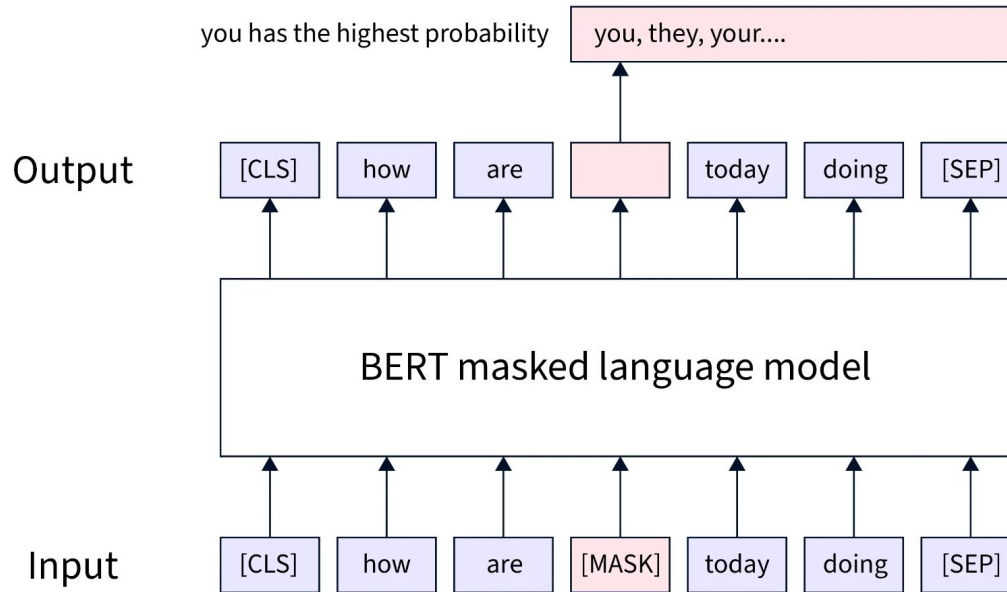 you has the highest probability you, they, your....
Output [CLS] how are today doing [SEP]
BERT masked language model
Input [CLS] how are [MASK] today doing [SEP]